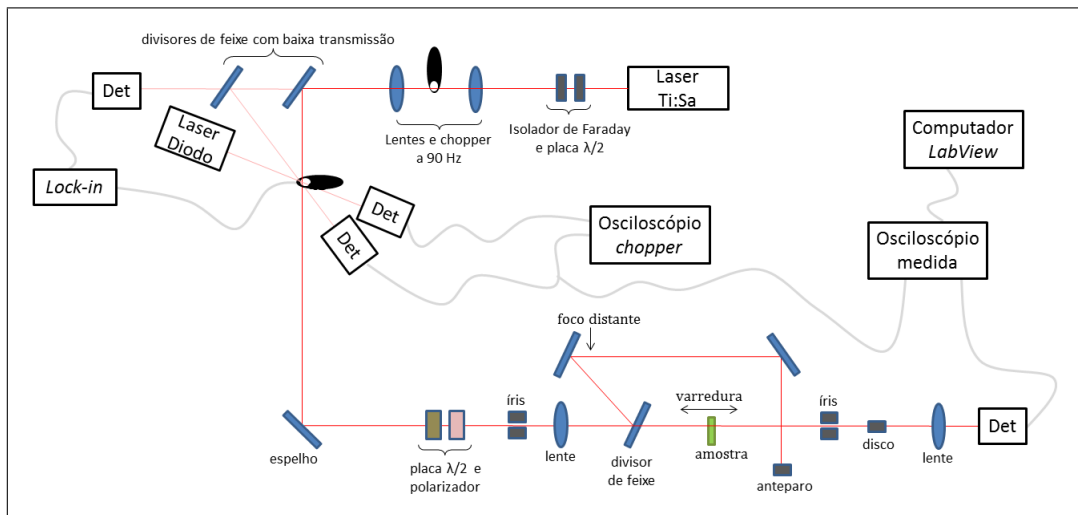 divisores de feixe com baixa transmissão
Det
Laser
Diodo
Lock-in
Lentes e chopper
a 90 Hz
Isolador de Faraday
e placa λ/2
Laser
Ti:Sa
Computador
LabView
Det
Det
Osciloscópio
chopper
Osciloscópio
medida
foco distante
varredura
espelho
placa λ/2 e
polarizador
íris
lente
divisor
de feixe
amostra
anteparo
íris
disco
lente
Det